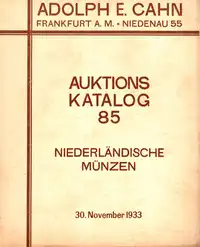 ADOLPH E. CAHN
FRANKFURT A. M. • NIEDENAU 55
AUKTIONS
KATALOG
85
NIEDERLÄNDISCHE
MÜNZEN
30. November 1933